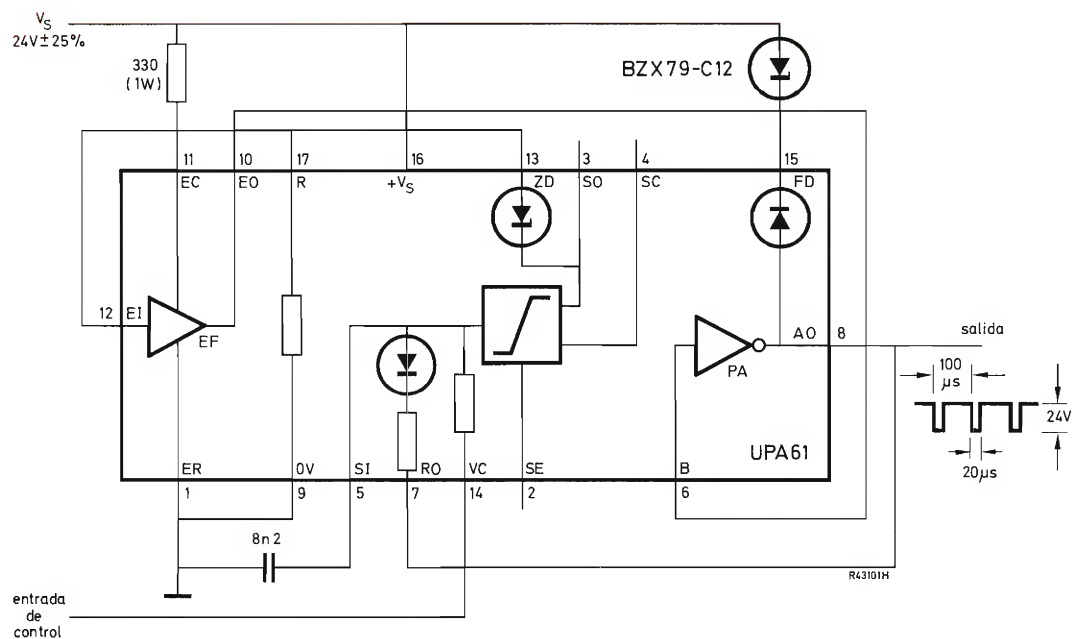 VS
24V±25%
330
(1W)
BZX79-C12
11
10
17
16
13
3
4
15
EC
EO
R
+VS
ZD
SO
SC
FD
12
EI
EF
PA
AO
8
salida
100
µs
24V
20µs
UPA61
ER
0V
SI
RO
VC
SE
B
1
9
5
7
14
2
6
8n2
R43101H
entrada
de
control